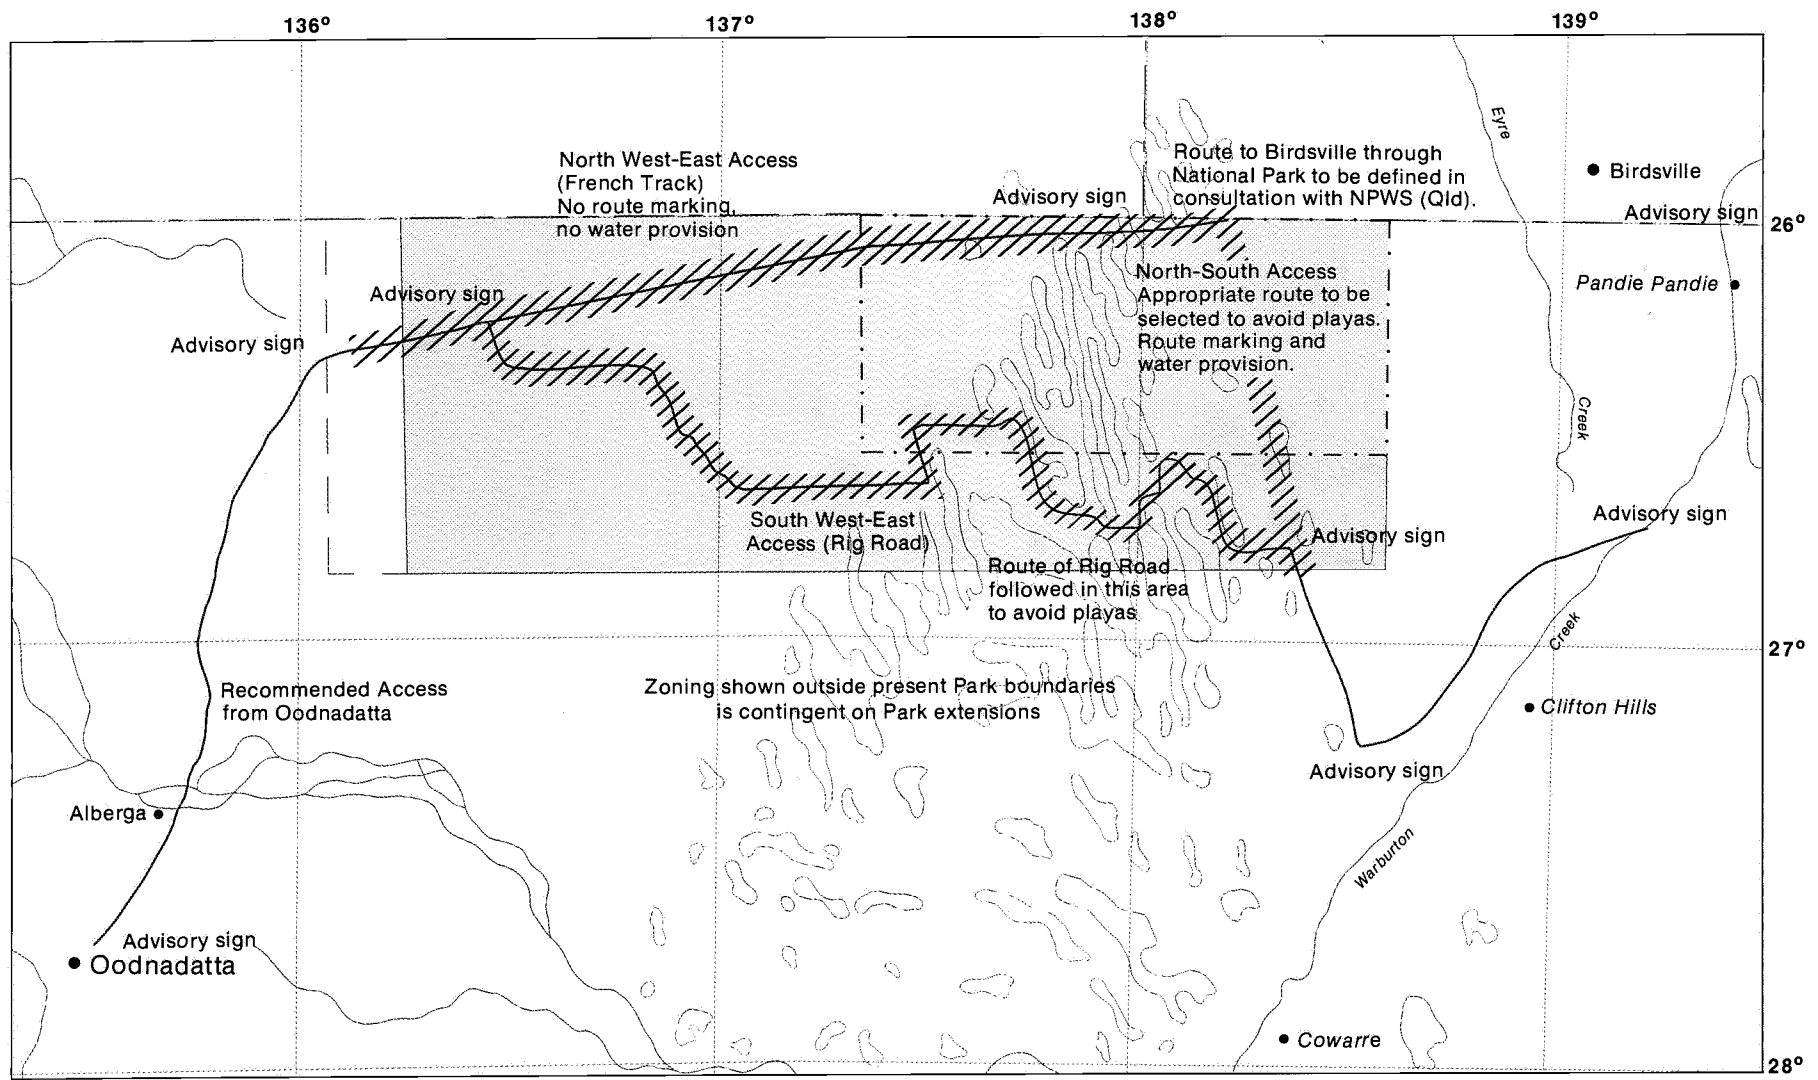 136°
137°
138°
139°
Eyre
North West-East Access
(French Track)
No route marking,
no water provision
Route to Birdsville through
National Park to be defined in
consultation with NPWS (Qld).
Birdsville
Advisory sign
Advisory sign
26°
North-South Access
Appropriate route to be
selected to avoid playas.
Route marking and
water provision.
Pandie Pandie
Advisory sign
Advisory sign
Creek
South West-East
Access (Rig Road)
Advisory sign
Advisory sign
Route of Rig Road
followed in this area
to avoid playas
Creek
27°
Recommended Access
from Oodnadatta
Zoning shown outside present Park boundaries
is contingent on Park extensions
Clifton Hills
Advisory sign
Alberga
Warburton
Advisory sign
Oodnadatta
Cowarre
28°